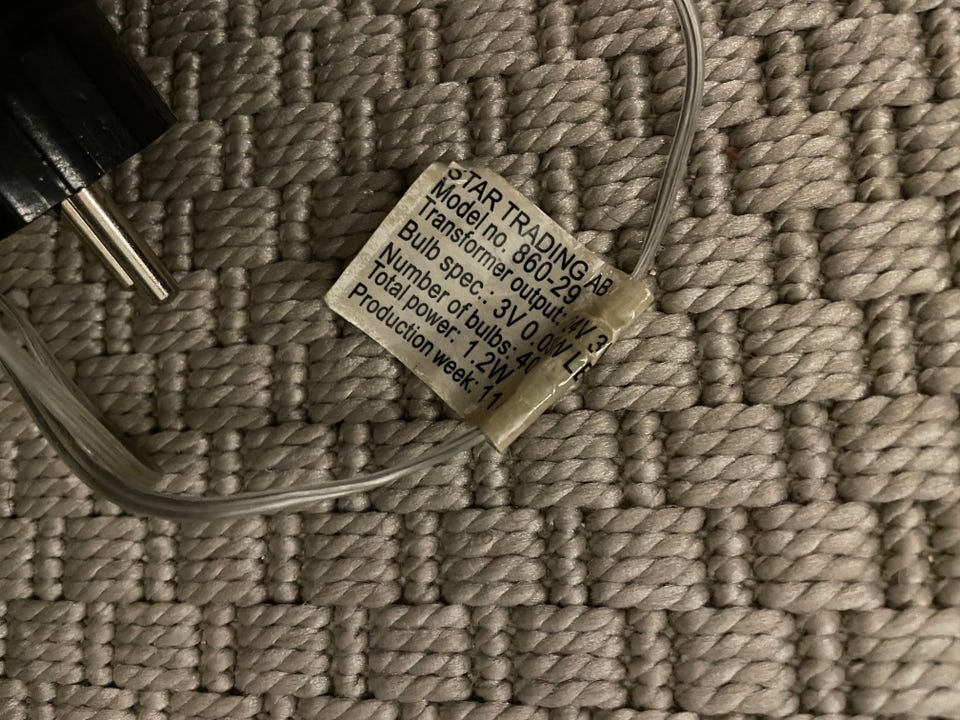 STAR TRADING AB
Model no. 860-29
Transformer output:
Bulb spec.: 3V
Number of bulbs: 40
Total power: 1.2W
Production week: 11